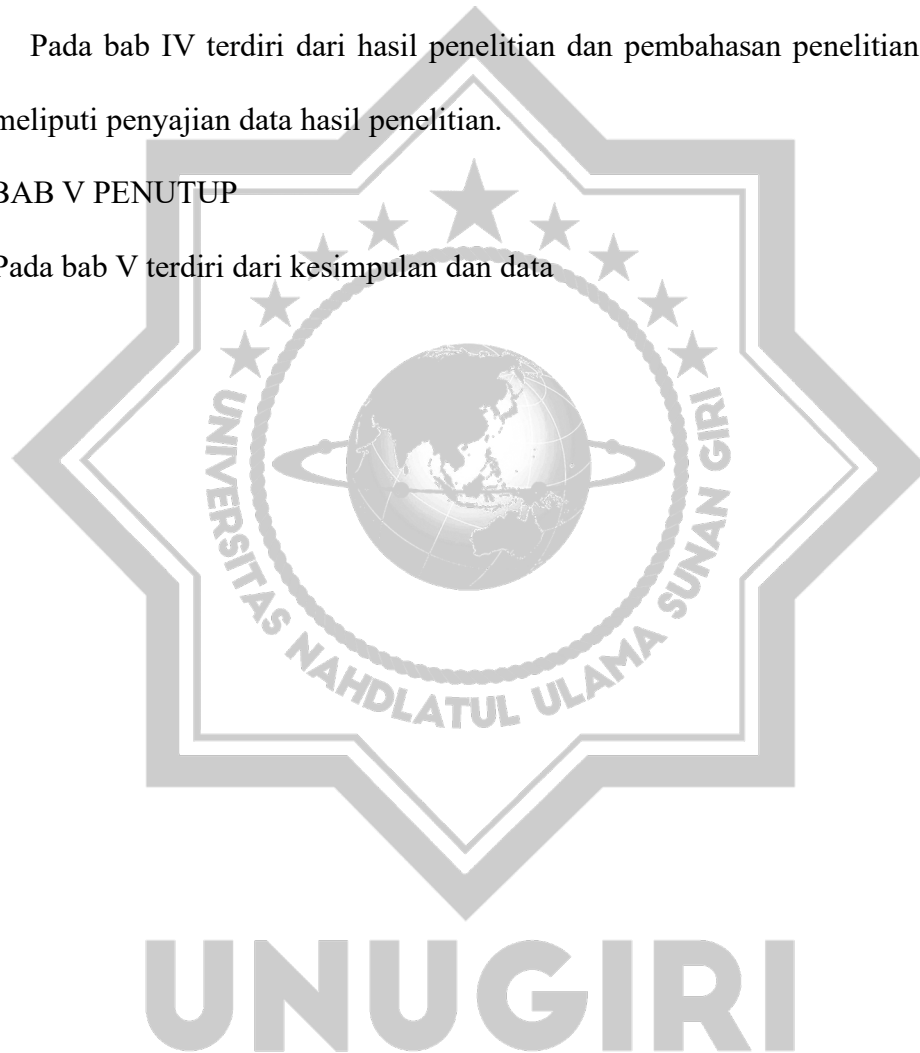 Pada bab IV terdiri dari hasil penelitian dan pembahasan penelitian
meliputi penyajian data hasil penelitian.
BAB V PENUTUP
Pada bab V terdiri dari kesimpulan dan data
UNIVERSITAS NAHDLATUL ULAMA SUNAN GIRI
UNUGIRI